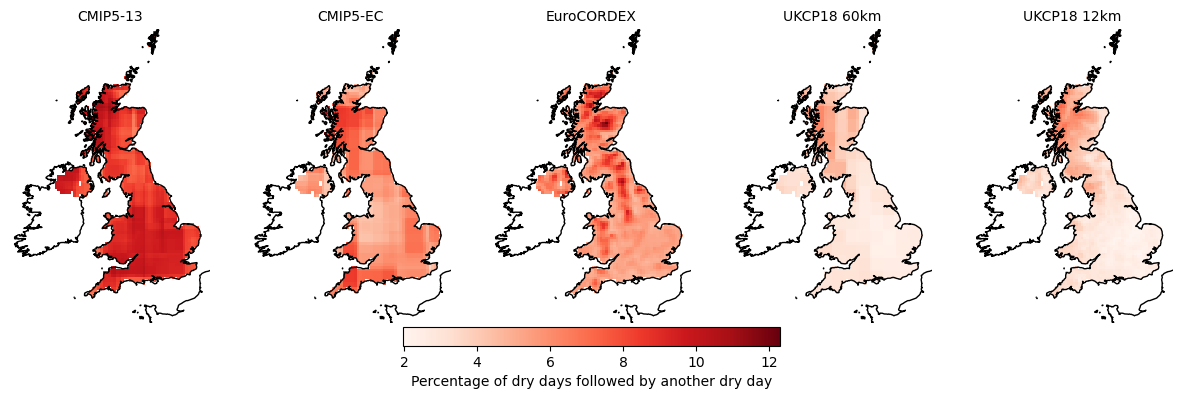 CMIP5-13
CMIP5-EC
EuroCORDEX
UKCP18 60km
UKCP18 12km
2 4 6 8 10 12
Percentage of dry days followed by another dry day